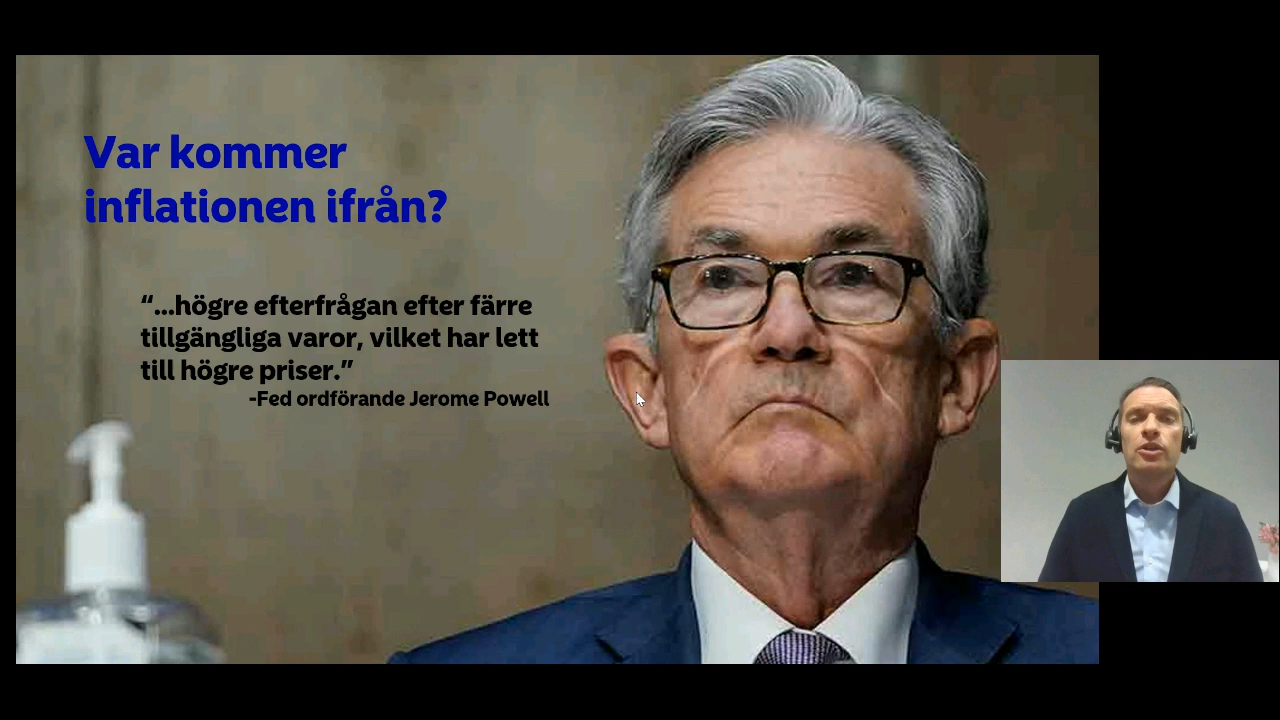 Var kommer
inflationen ifrån?
“...högre efterfrågan efter färre
tillgängliga varor, vilket har lett
till högre priser.”
-Fed ordförande Jerome Powell